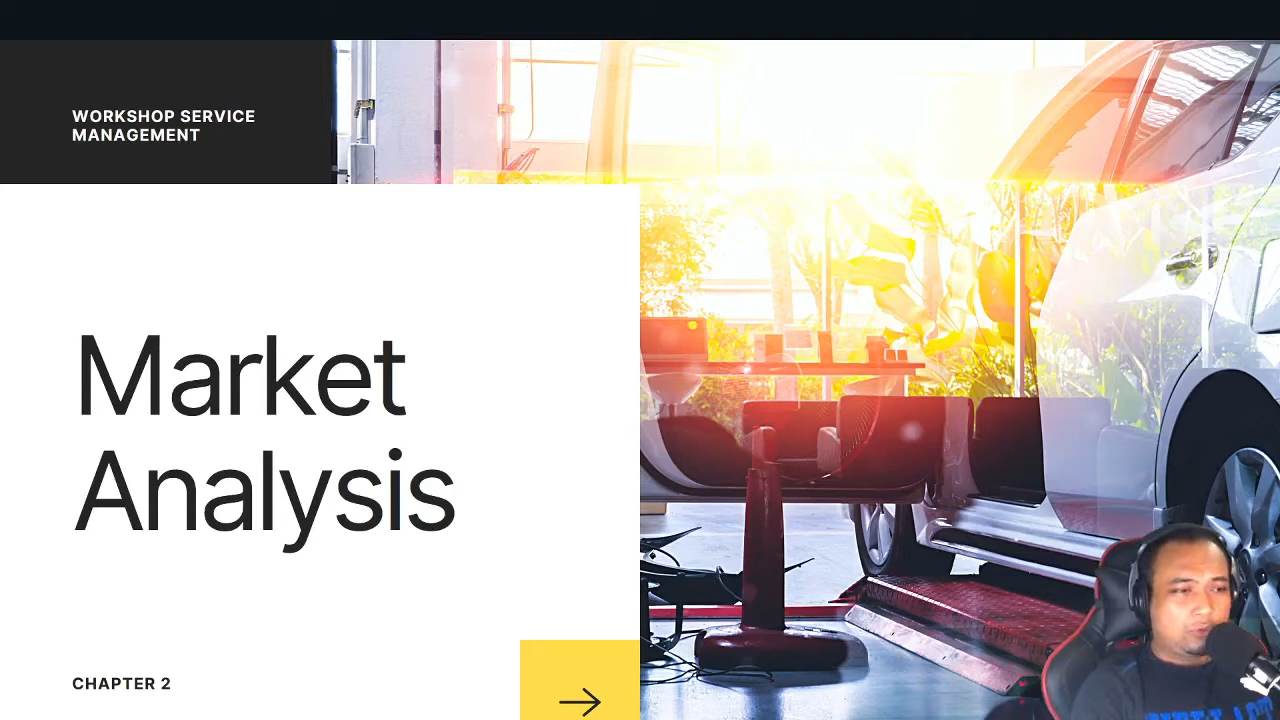 WORKSHOP SERVICE
MANAGEMENT
Market
Analysis
CHAPTER 2